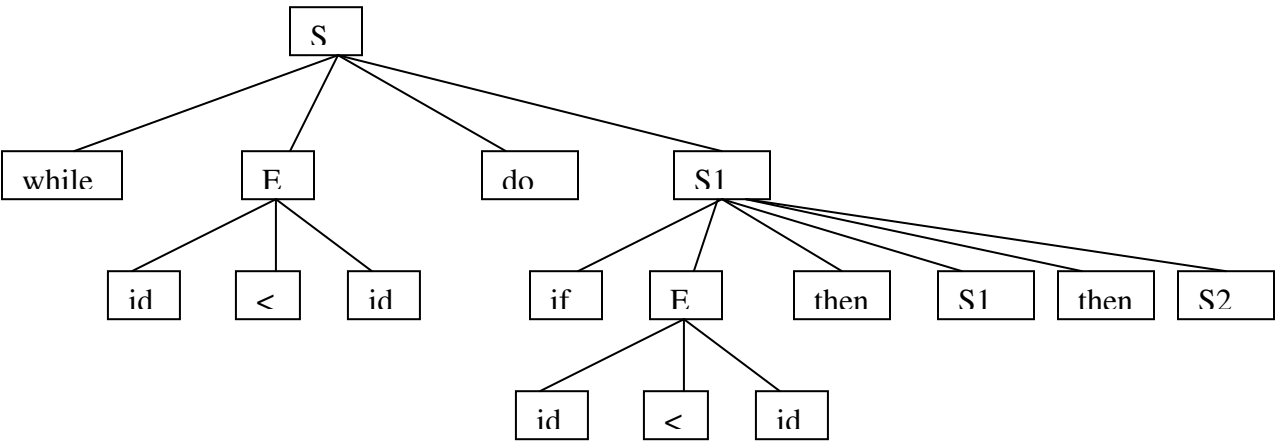 S
while E do S1
id < id if E then S1 then S2
id < id